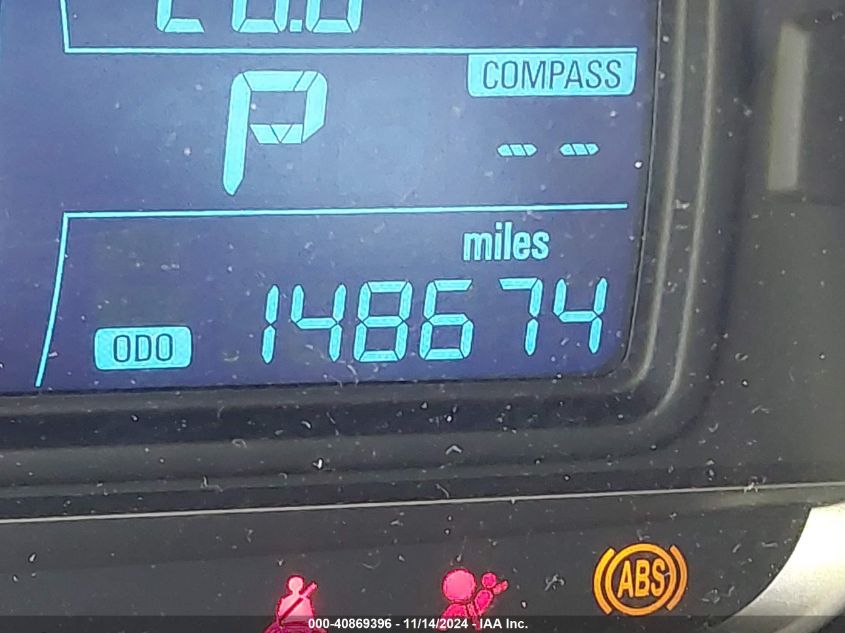 P
COMPASS
-- --
miles
ODO 148674
ABS
000-40869396 - 11/14/2024 - IAA Inc.